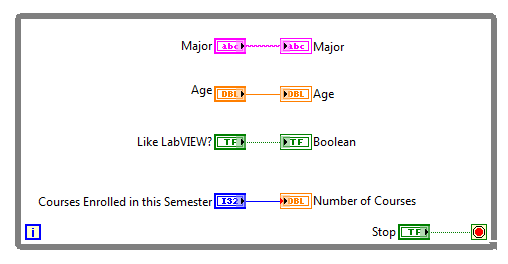 Major abc abc Major
Age DBL DBL Age
Like LabVIEW? TF TF Boolean
Courses Enrolled in this Semester I32 DBL Number of Courses
i Stop TF